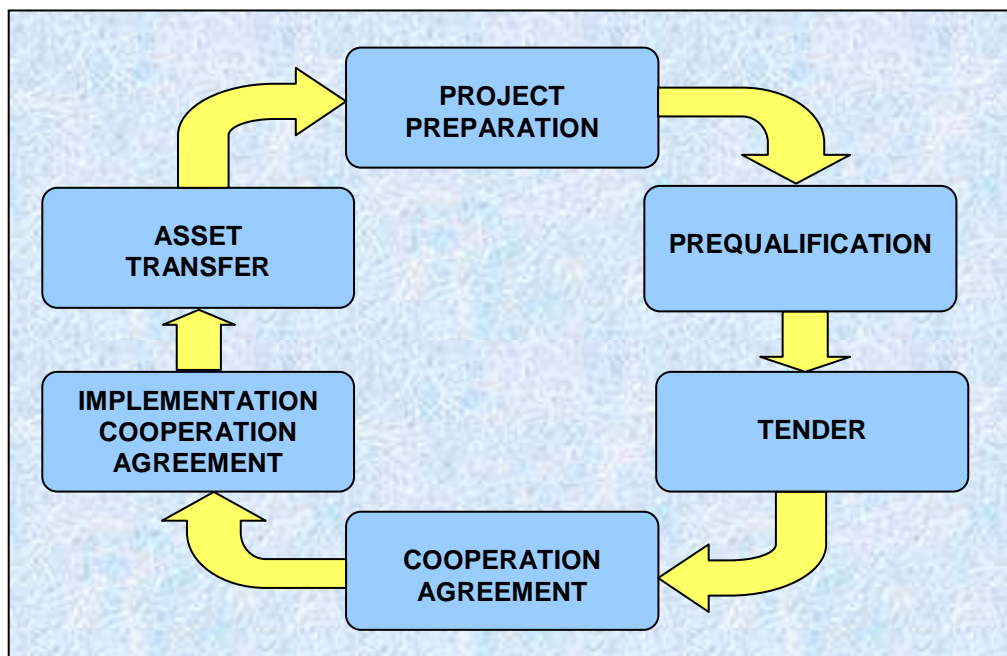 PROJECT
PREPARATION
PREQUALIFICATION
TENDER
COOPERATION
AGREEMENT
IMPLEMENTATION
COOPERATION
AGREEMENT
ASSET
TRANSFER